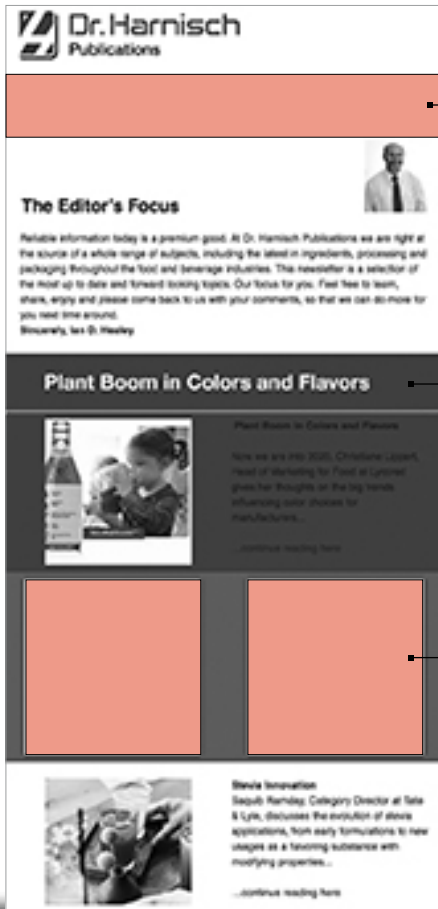 Dr. Harnisch
Publications
The Editor's Focus
Reliable information today is a premium good. At Dr. Harnisch Publications we are right at
the source of a whole range of subjects, including the latest in ingredients, processing and
packaging throughout the food and beverage industries. This newsletter is a selection of
the most up to date and forward looking topics. Our focus for you. Feel free to learn,
share, enjoy and please come back to us with your comments, so that we can do more for
you next time around.
Sincerely, Ian D. Healey
Plant Boom in Colors and Flavors
Plant Boom in Colors and Flavors
Now we are into 2020, Christiane Lippert,
Head of Marketing for Food at Lycored
gives her thoughts on the big trends
influencing color choices for
manufacturers...
...continue reading here
Stevia Innovation
Saquib Ramday, Category Director at Tate
& Lyle, discusses the evolution of stevia
applications, from early formulations to new
usages as a flavoring substance with
modifying properties...
...continue reading here